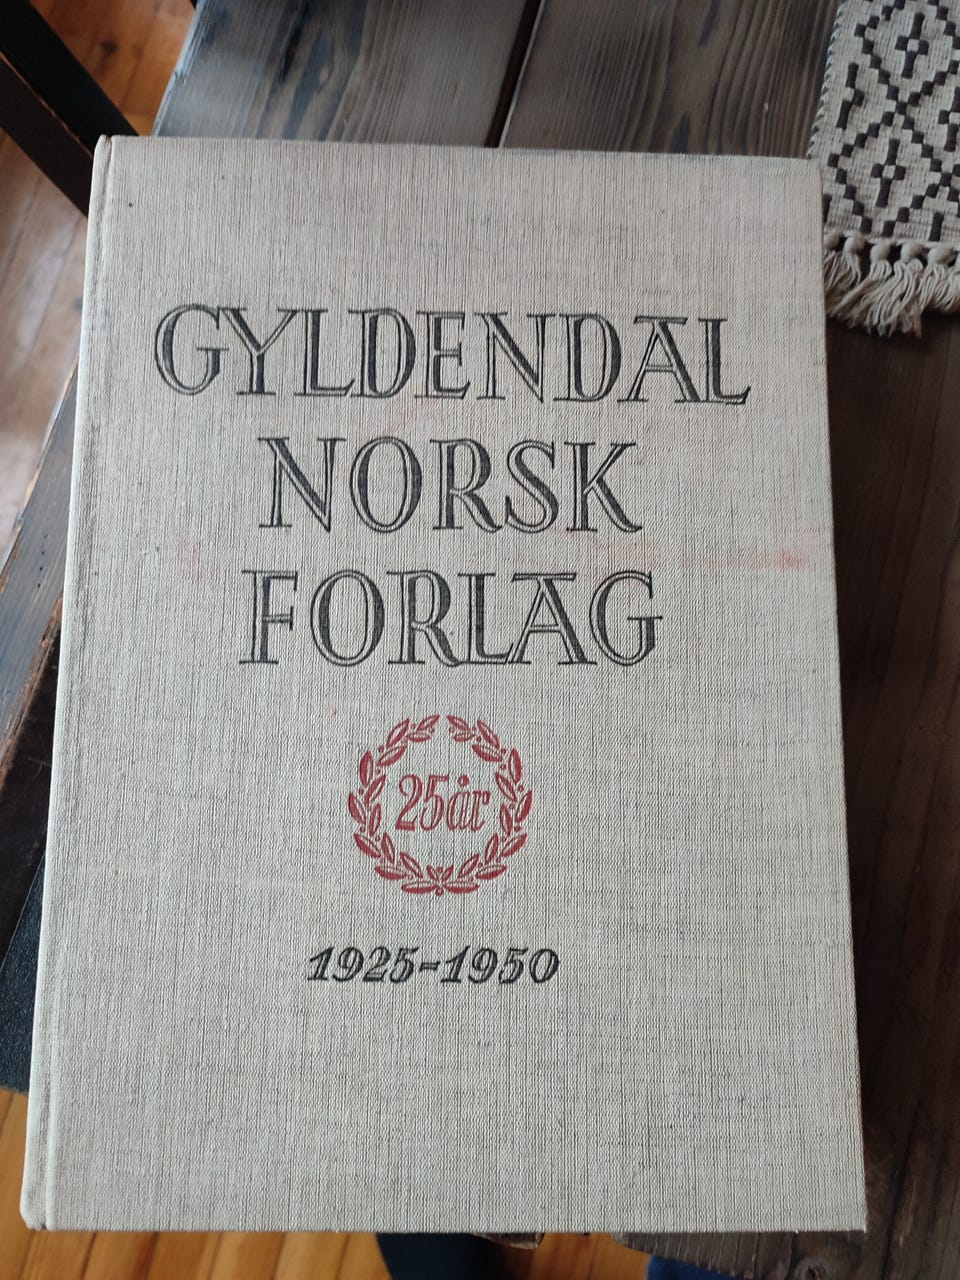 GYLDENDAL
NORSK
FORLAG
25 år
1925-1950